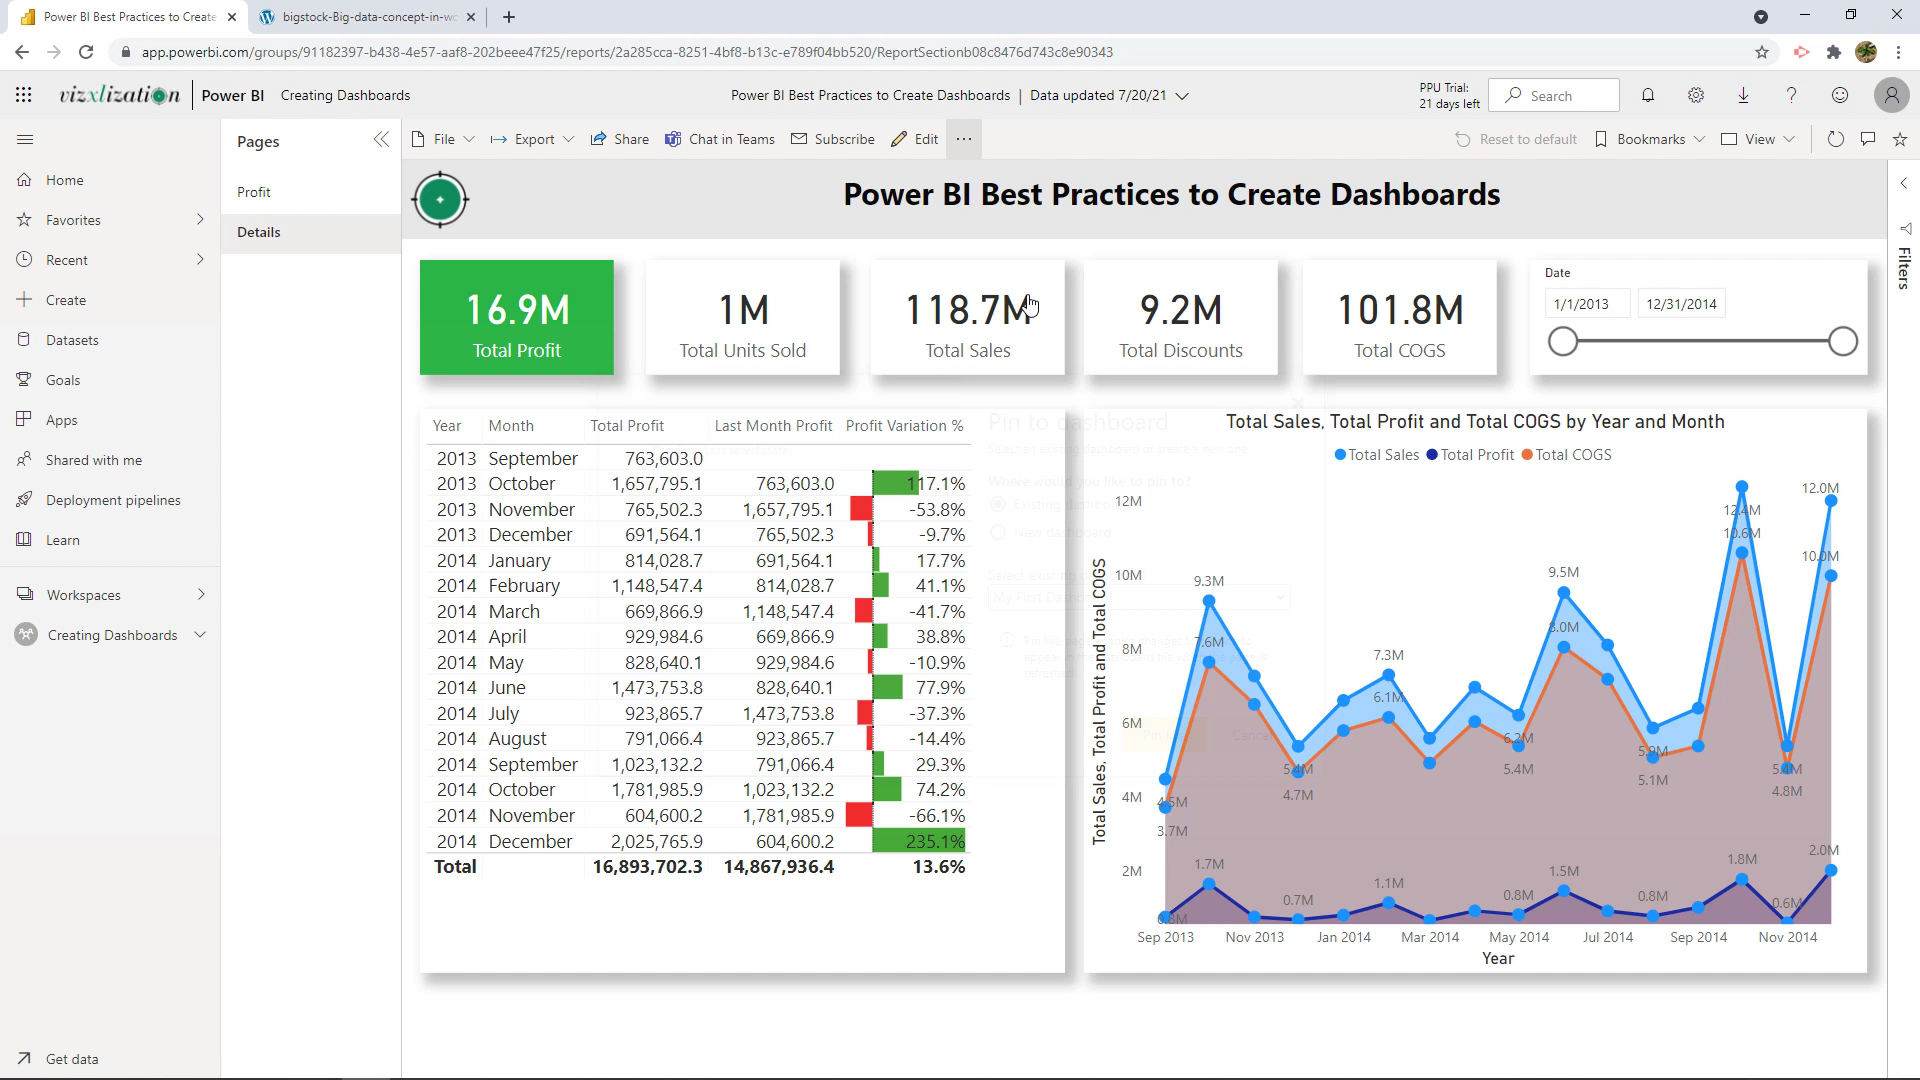 Power BI Best Practices to Create
bigstock-Big-data-concept-in-wo
app.powerbi.com/groups/91182397-b438-4e57-aaf8-202beee47f25/reports/2a285cca-8251-4bf8-b13c-e789f04bb520/ReportSectionb08c8476d743c8e90343
vizxlization Power BI Creating Dashboards
Power BI Best Practices to Create Dashboards | Data updated 7/20/21
PPU Trial:
21 days left
Search
Home
Favorites
Recent
Create
Datasets
Goals
Apps
Shared with me
Deployment pipelines
Learn
Workspaces
Creating Dashboards
Get data
Pages
Profit
Details
File Export Share Chat in Teams Subscribe Edit ...
Reset to default Bookmarks View
Filters
Power BI Best Practices to Create Dashboards
16.9M
Total Profit
1M
Total Units Sold
118.7M
Total Sales
9.2M
Total Discounts
101.8M
Total COGS
Date
1/1/2013 12/31/2014
Year Month Total Profit Last Month Profit Profit Variation %
2013 September 763,603.0
2013 October 1,657,795.1 763,603.0 117.1%
2013 November 765,502.3 1,657,795.1 -53.8%
2013 December 691,564.1 765,502.3 -9.7%
2014 January 814,028.7 691,564.1 17.7%
2014 February 1,148,547.4 814,028.7 41.1%
2014 March 669,866.9 1,148,547.4 -41.7%
2014 April 929,984.6 669,866.9 38.8%
2014 May 828,640.1 929,984.6 -10.9%
2014 June 1,473,753.8 828,640.1 77.9%
2014 July 923,865.7 1,473,753.8 -37.3%
2014 August 791,066.4 923,865.7 -14.4%
2014 September 1,023,132.2 791,066.4 29.3%
2014 October 1,781,985.9 1,023,132.2 74.2%
2014 November 604,600.2 1,781,985.9 -66.1%
2014 December 2,025,765.9 604,600.2 235.1%
Total 16,893,702.3 14,867,936.4 13.6%
Pin to dashboard
Select an existing dashboard or create a new one.
Where would you like to pin to?
Existing dashboard
New dashboard
Select existing
My First
Cancel
Total Sales, Total Profit and Total COGS by Year and Month
Total Sales Total Profit Total COGS
Total Sales, Total Profit and Total COGS
12M
10M
8M
6M
4M
2M
4.5M
9.3M
5.4M
7.3M
6.2M
9.5M
5.9M
12.4M
5.4M
12.0M
3.7M
7.6M
4.7M
6.1M
5.4M
8.0M
5.1M
10.6M
4.8M
10.0M
0.8M
1.7M
0.7M
1.1M
0.8M
1.5M
0.8M
1.8M
0.6M
2.0M
Sep 2013 Nov 2013 Jan 2014 Mar 2014 May 2014 Jul 2014 Sep 2014 Nov 2014
Year